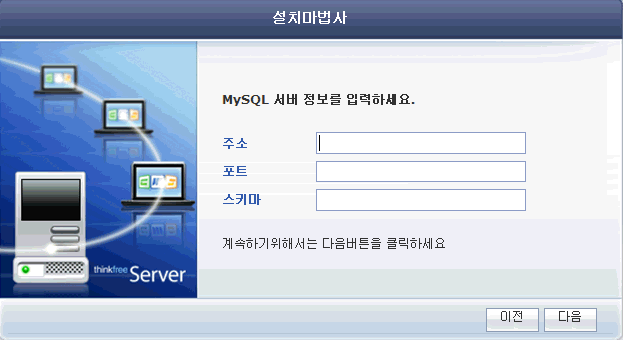 설치마법사
MySQL 서버 정보를 입력하세요.
주소
포트
스키마
계속하기위해서는 다음버튼을 클릭하세요
thinkfree Server
이전
다음